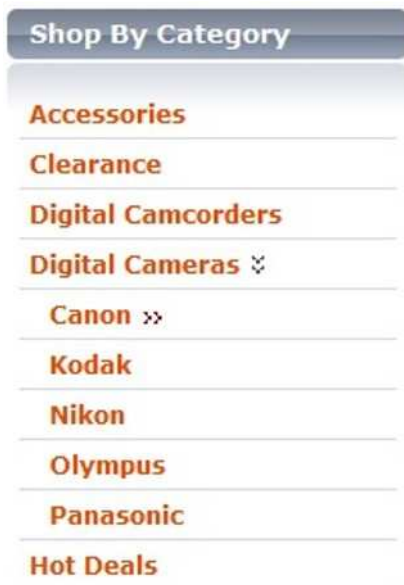 Shop By Category
Accessories
Clearance
Digital Camcorders
Digital Cameras
Canon
Kodak
Nikon
Olympus
Panasonic
Hot Deals